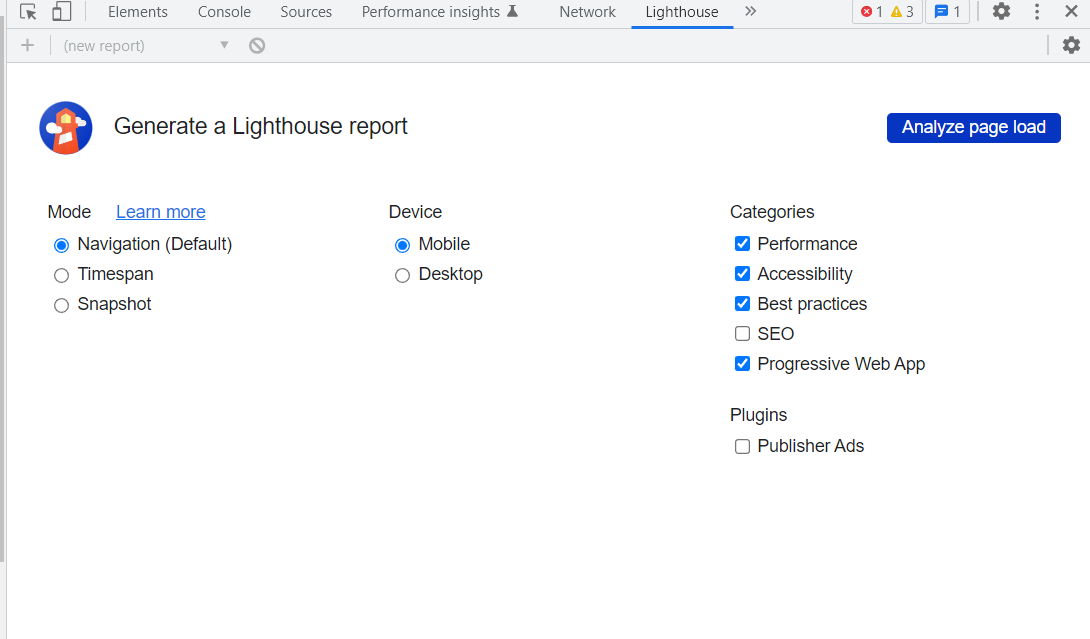 Elements Console Sources Performance insights Network Lighthouse 1 3 1
(new report)
Generate a Lighthouse report
Analyze page load
Mode Learn more
Navigation (Default)
Timespan
Snapshot
Device
Mobile
Desktop
Categories
Performance
Accessibility
Best practices
SEO
Progressive Web App
Plugins
Publisher Ads